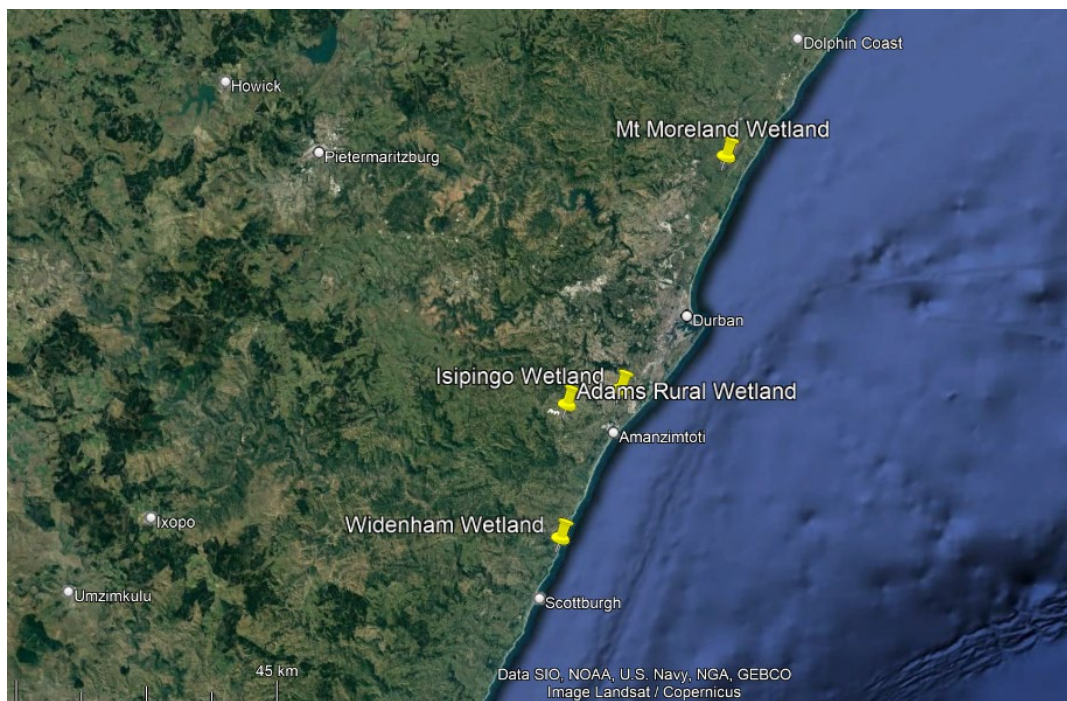 Dolphin Coast
Howick
Mt Moreland Wetland
Pietermaritzburg
Durban
Isipingo Wetland
Adams Rural Wetland
Amanzimtoti
Ixopo
Widenham Wetland
Umzimkulu
Scottburgh
45 km
Data SIO, NOAA, U.S. Navy, NGA, GEBCO
Image Landsat / Copernicus